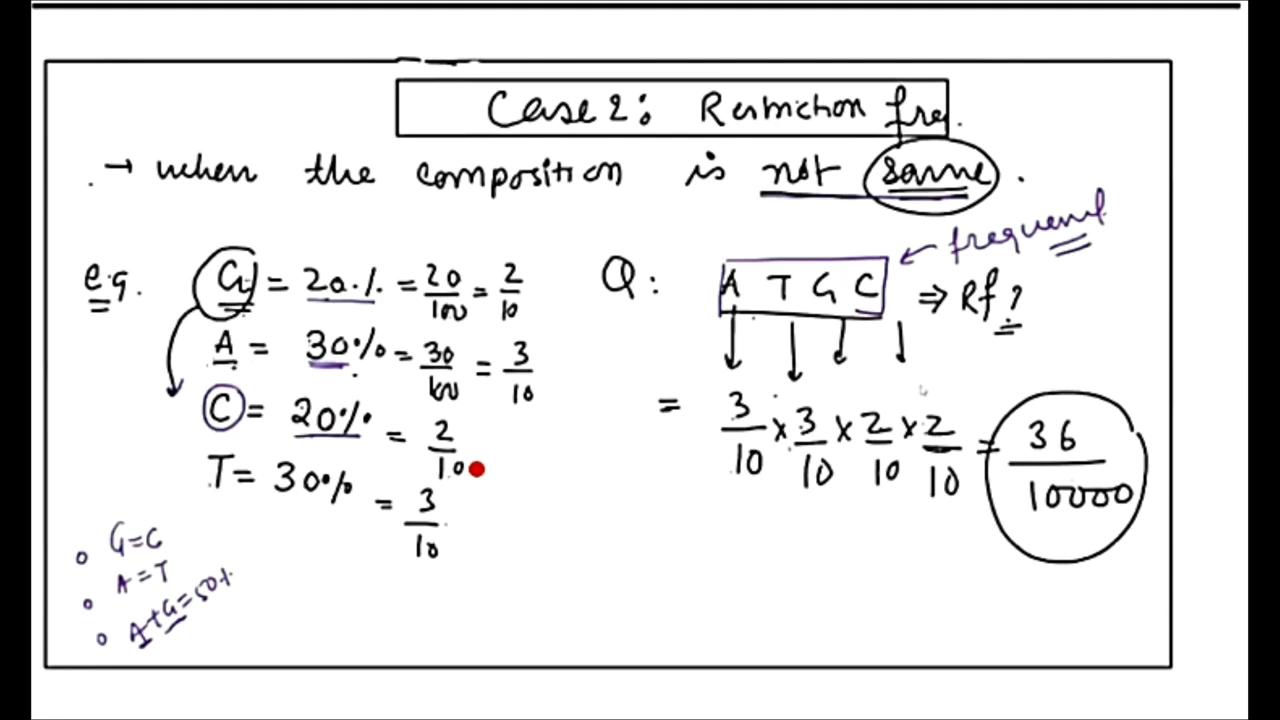 Case 2: Restriction fre.
→ when the composition is not same.
e.g. G = 20% = 20/100 = 2/10
A = 30% = 30/100 = 3/10
C = 20% = 2/10
T = 30% = 3/10
G = C
A = T
A + G = 50%
← frequency
Q: A T G C ⇒ Rf?
= 3/10 × 3/10 × 2/10 × 2/10 = 36/10000